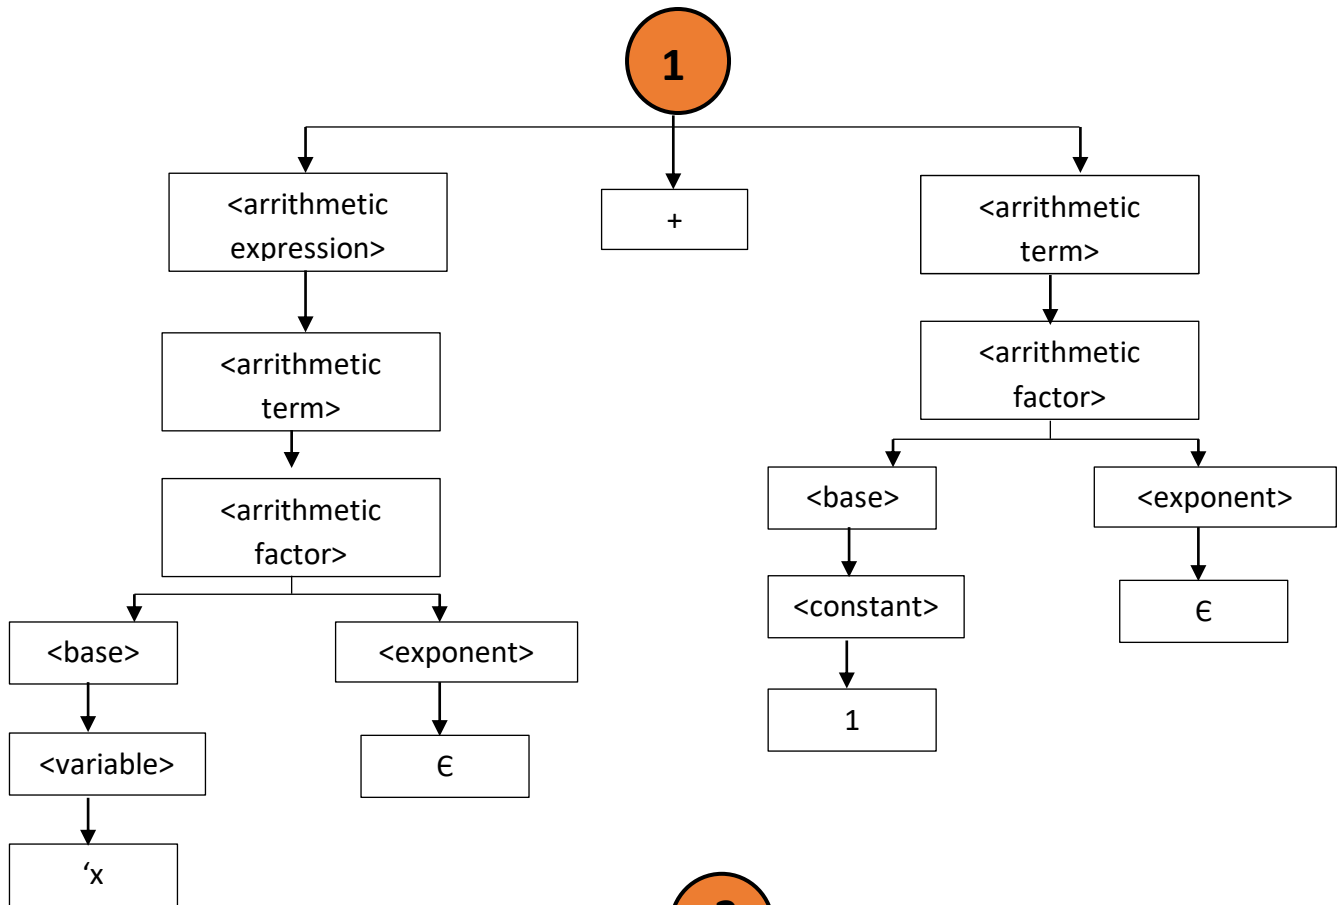 1
<arrithmetic
expression>
+
<arrithmetic
term>
<arrithmetic
term>
<arrithmetic
factor>
<arrithmetic
factor>
<base>
<exponent>
<constant>
Є
<base>
<exponent>
1
<variable>
Є
‘x